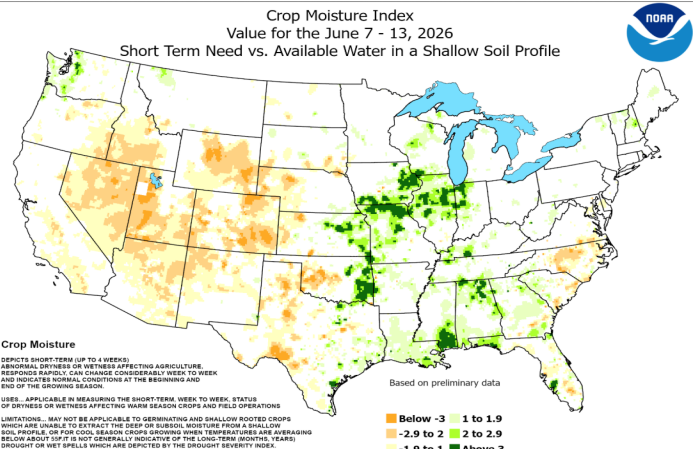 Crop Moisture Index
Value for the June 7 - 13, 2026
Short Term Need vs. Available Water in a Shallow Soil Profile
NOAA
Crop Moisture
DEPICTS SHORT-TERM (UP TO 4 WEEKS)
ABNORMAL DRYNESS OR WETNESS AFFECTING AGRICULTURE,
RESPONDS RAPIDLY, CAN CHANGE CONSIDERABLY WEEK TO WEEK
AND INDICATES NORMAL CONDITIONS AT THE BEGINNING AND
END OF THE GROWING SEASON.
USES... APPLICABLE IN MEASURING THE SHORT-TERM, WEEK TO WEEK, STATUS
OF DRYNESS OR WETNESS AFFECTING WARM SEASON CROPS AND FIELD OPERATIONS
LIMITATIONS... MAY NOT BE APPLICABLE TO GERMINATING AND SHALLOW ROOTED CROPS
WHICH ARE UNABLE TO EXTRACT THE DEEP OR SUBSOIL MOISTURE FROM A SHALLOW
SOIL PROFILE, OR FOR COOL SEASON CROPS GROWING WHEN TEMPERATURES ARE AVERAGING
BELOW ABOUT 55F.IT IS NOT GENERALLY INDICATIVE OF THE LONG-TERM (MONTHS, YEARS)
DROUGHT OR WET SPELLS WHICH ARE DEPICTED BY THE DROUGHT SEVERITY INDEX.
Based on preliminary data
Below -3
1 to 1.9
-2.9 to 2
2 to 2.9
-1.9 to 1
Above 3